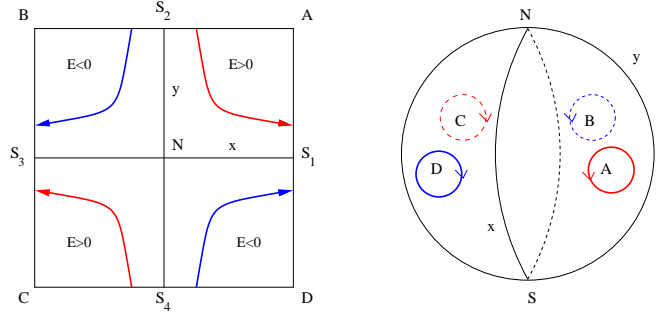 B S2 A
E<0 E>0
y
N x
S3 S1
E>0 E<0
C S4 D
N
y
C B
D A
x
S